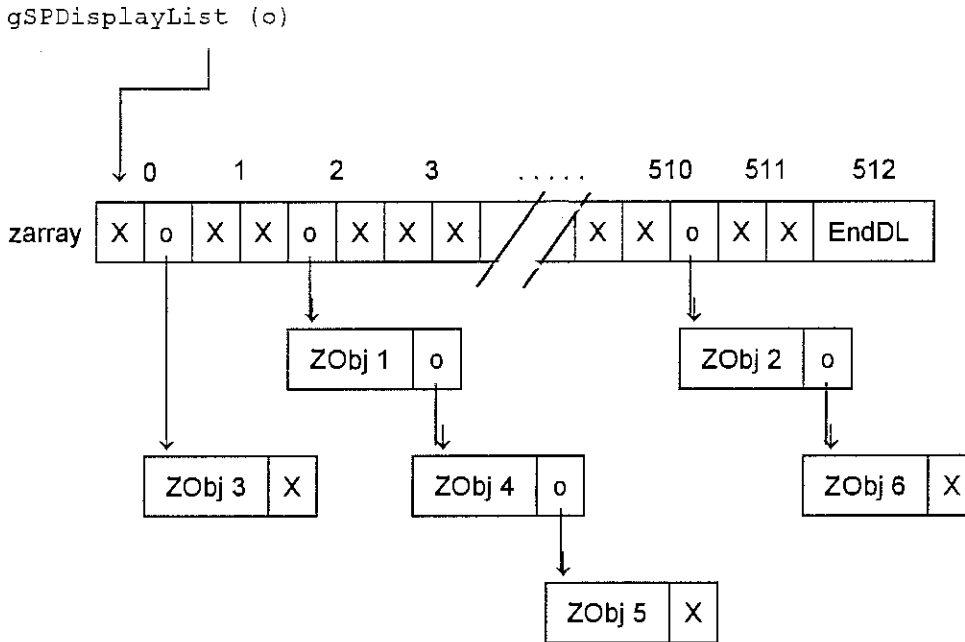 gSPDisplayList (o)
0 1 2 3 ..... 510 511 512
zarray X o X X o X X X X X o X X EndDL
ZObj 1 o ZObj 2 o
ZObj 3 X ZObj 4 o ZObj 6 X
ZObj 5 X